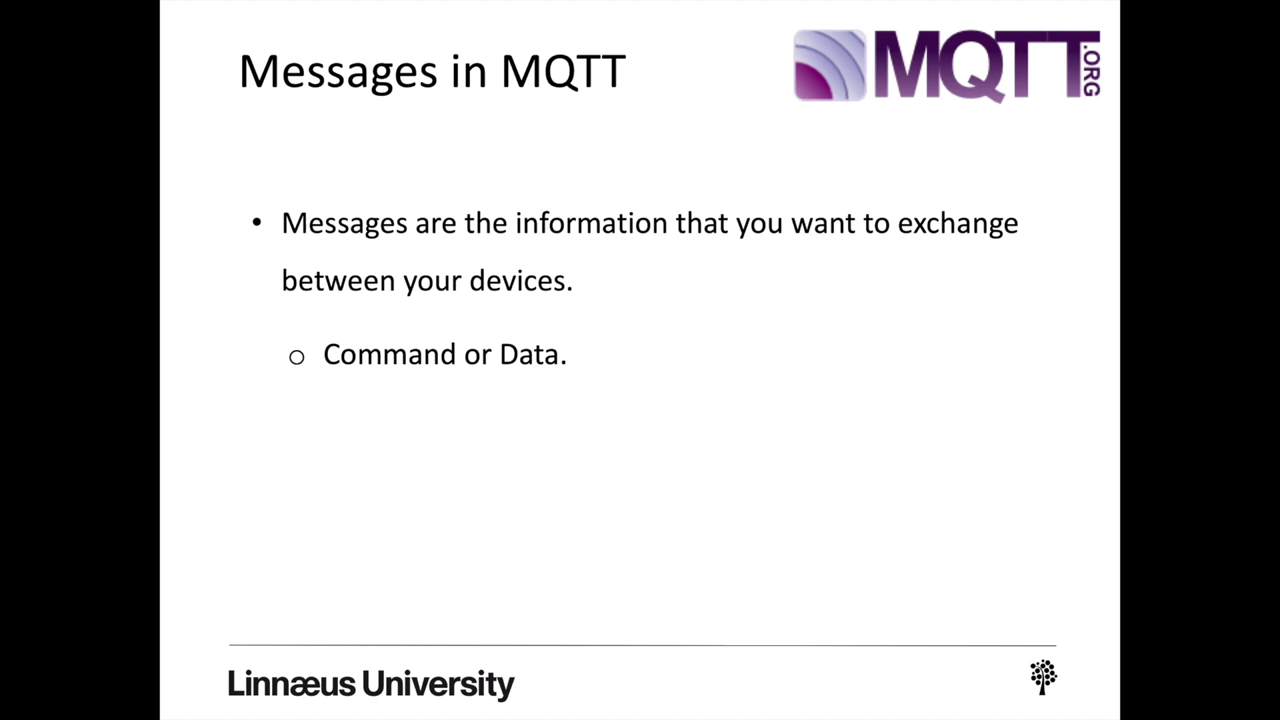 Messages in MQTT
MQTT.ORG
• Messages are the information that you want to exchange
between your devices.
o Command or Data.
Linnæus University